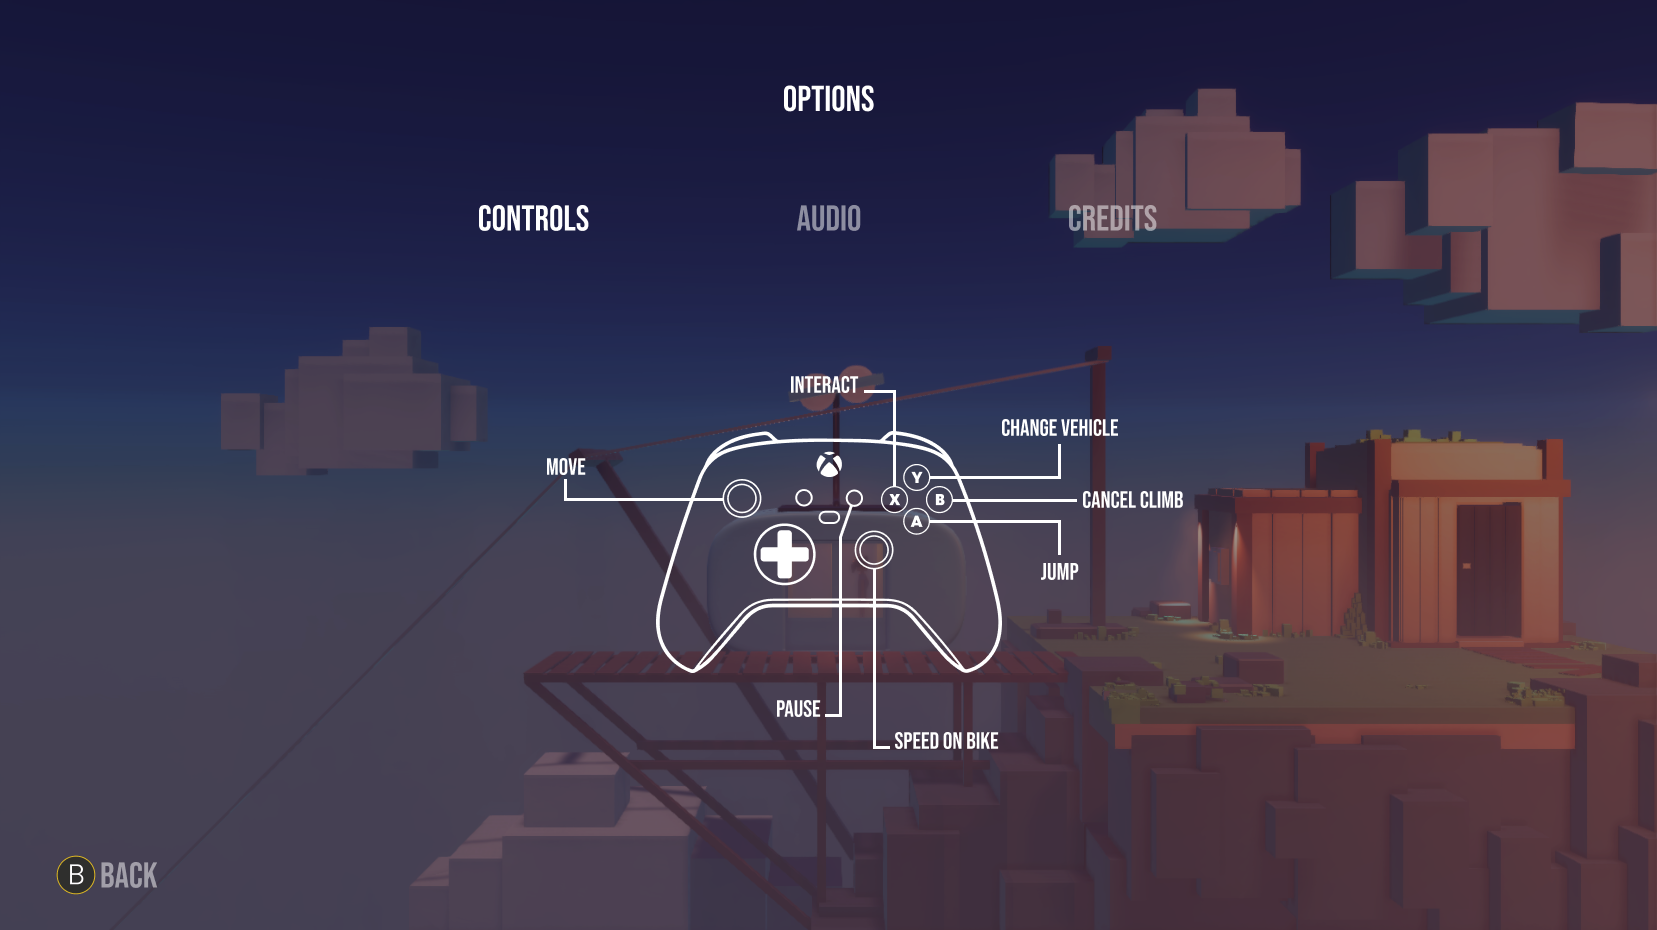 OPTIONS
CONTROLS
AUDIO
CREDITS
INTERACT
CHANGE VEHICLE
MOVE
Y
X
B
CANCEL CLIMB
A
JUMP
PAUSE
SPEED ON BIKE
B BACK